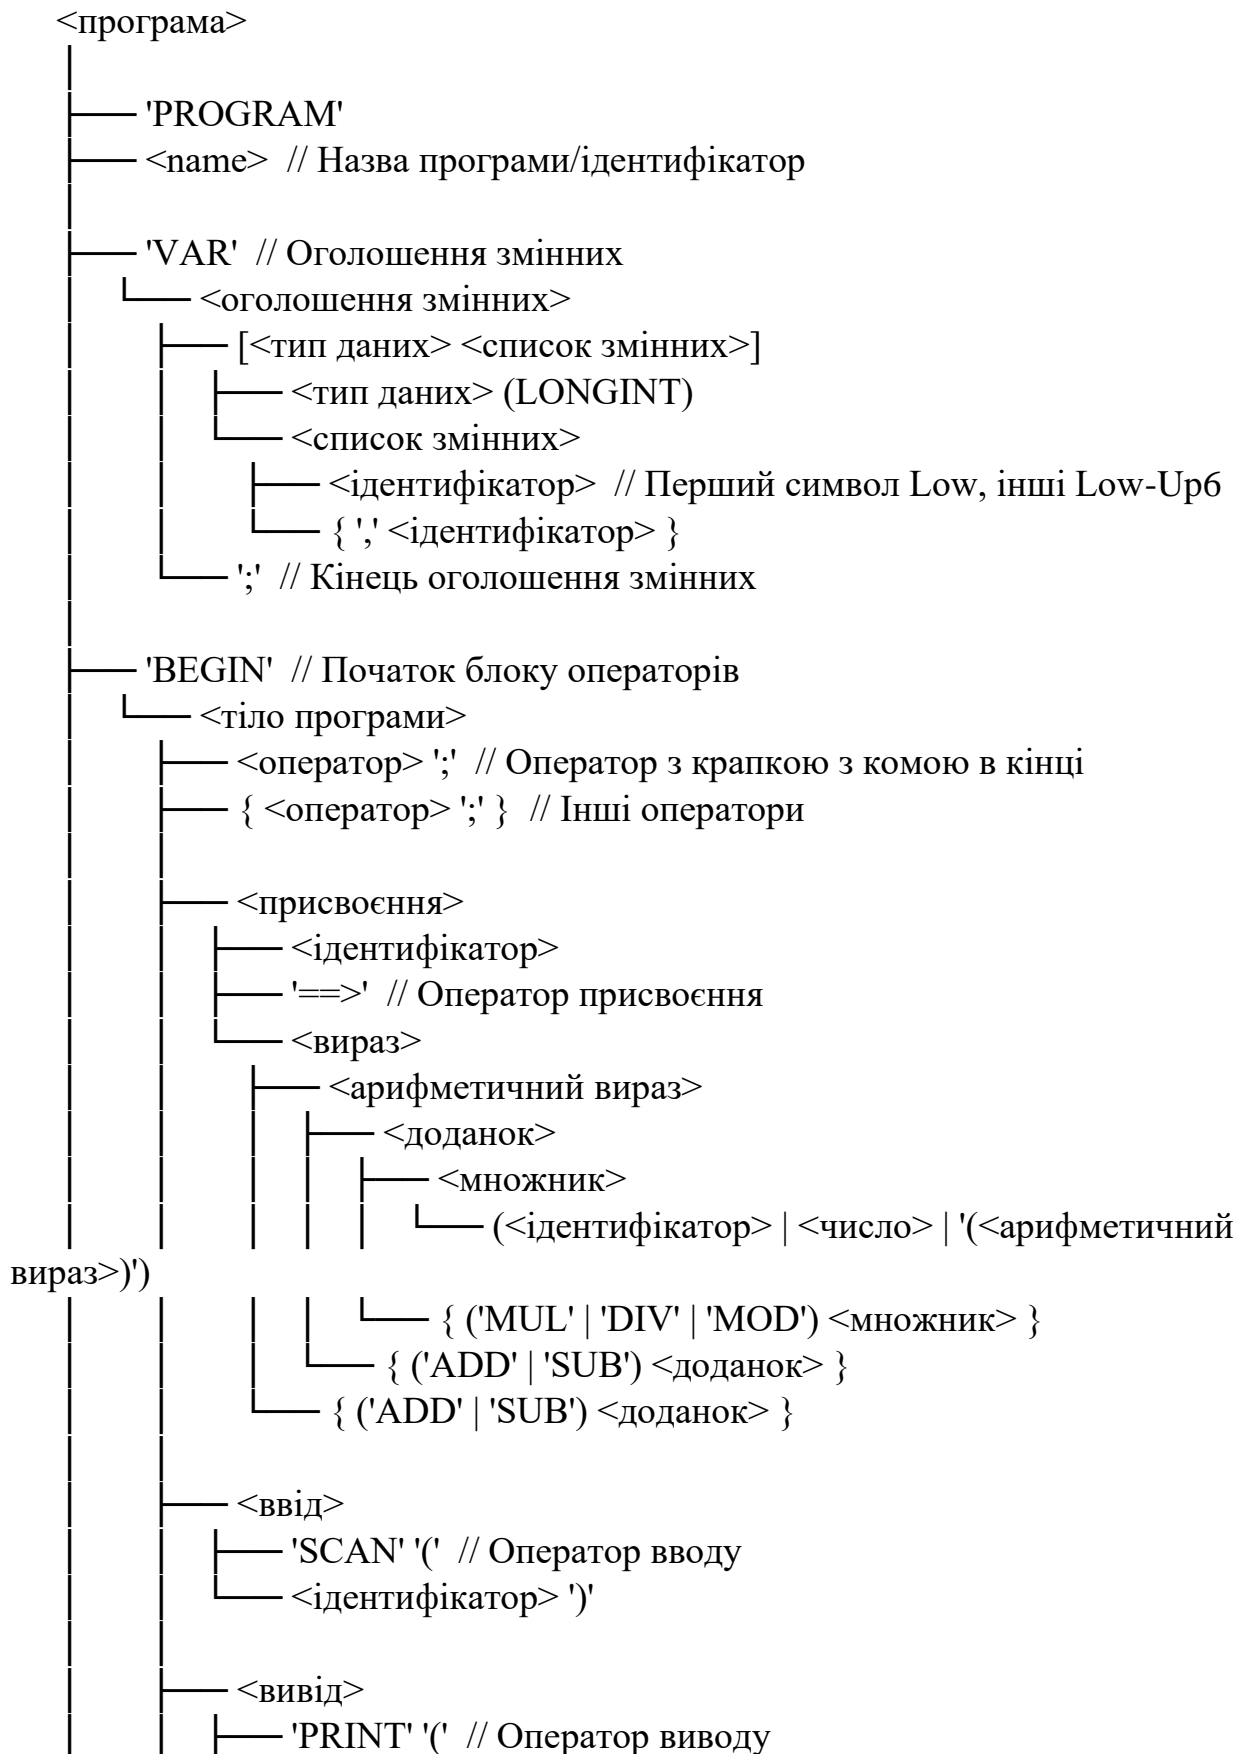 <програма>
'PROGRAM'
<name> // Назва програми/ідентифікатор
'VAR' // Оголошення змінних
<оголошення змінних>
[<тип даних> <список змінних>]
<тип даних> (LONGINT)
<список змінних>
<ідентифікатор> // Перший символ Low, інші Low-Up6
{ ',' <ідентифікатор> }
';' // Кінець оголошення змінних
'BEGIN' // Початок блоку операторів
<тіло програми>
<оператор> ';' // Оператор з крапкою з комою в кінці
{ <оператор> ';' } // Інші оператори
<присвоєння>
<ідентифікатор>
'==>' // Оператор присвоєння
<вираз>
<арифметичний вираз>
<доданок>
<множник>
(<ідентифікатор> | <число> | '(<арифметичний
вираз>)')
{ ('MUL' | 'DIV' | 'MOD') <множник> }
{ ('ADD' | 'SUB') <доданок> }
{ ('ADD' | 'SUB') <доданок> }
<ввід>
'SCAN' '(' // Оператор вводу
<ідентифікатор> ')'
<вивід>
'PRINT' '(' // Оператор виводу